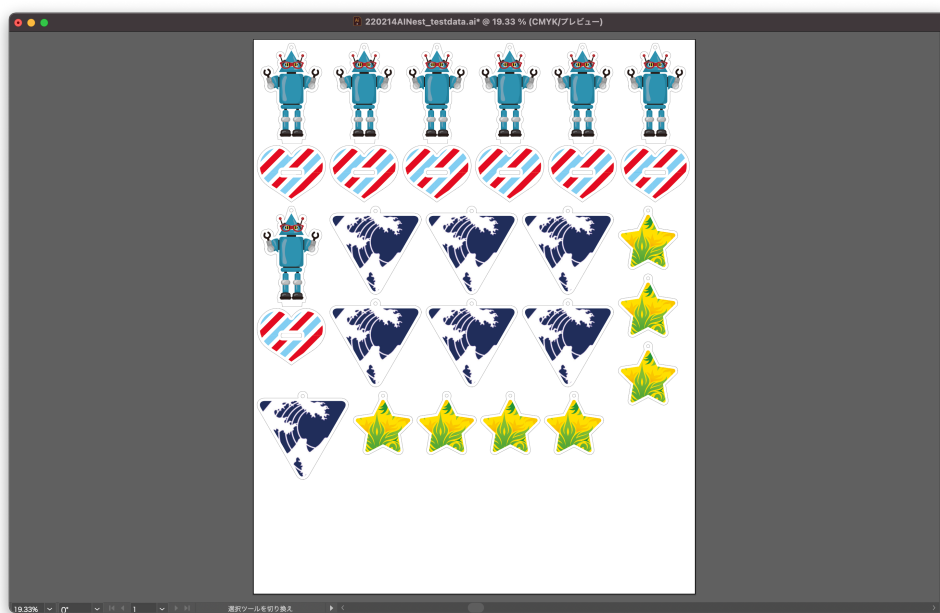 220214AINest_testdata.ai* @ 19.33 % (CMYK/プレビュー)
19.33% 0° 1 選択ツールを切り換え